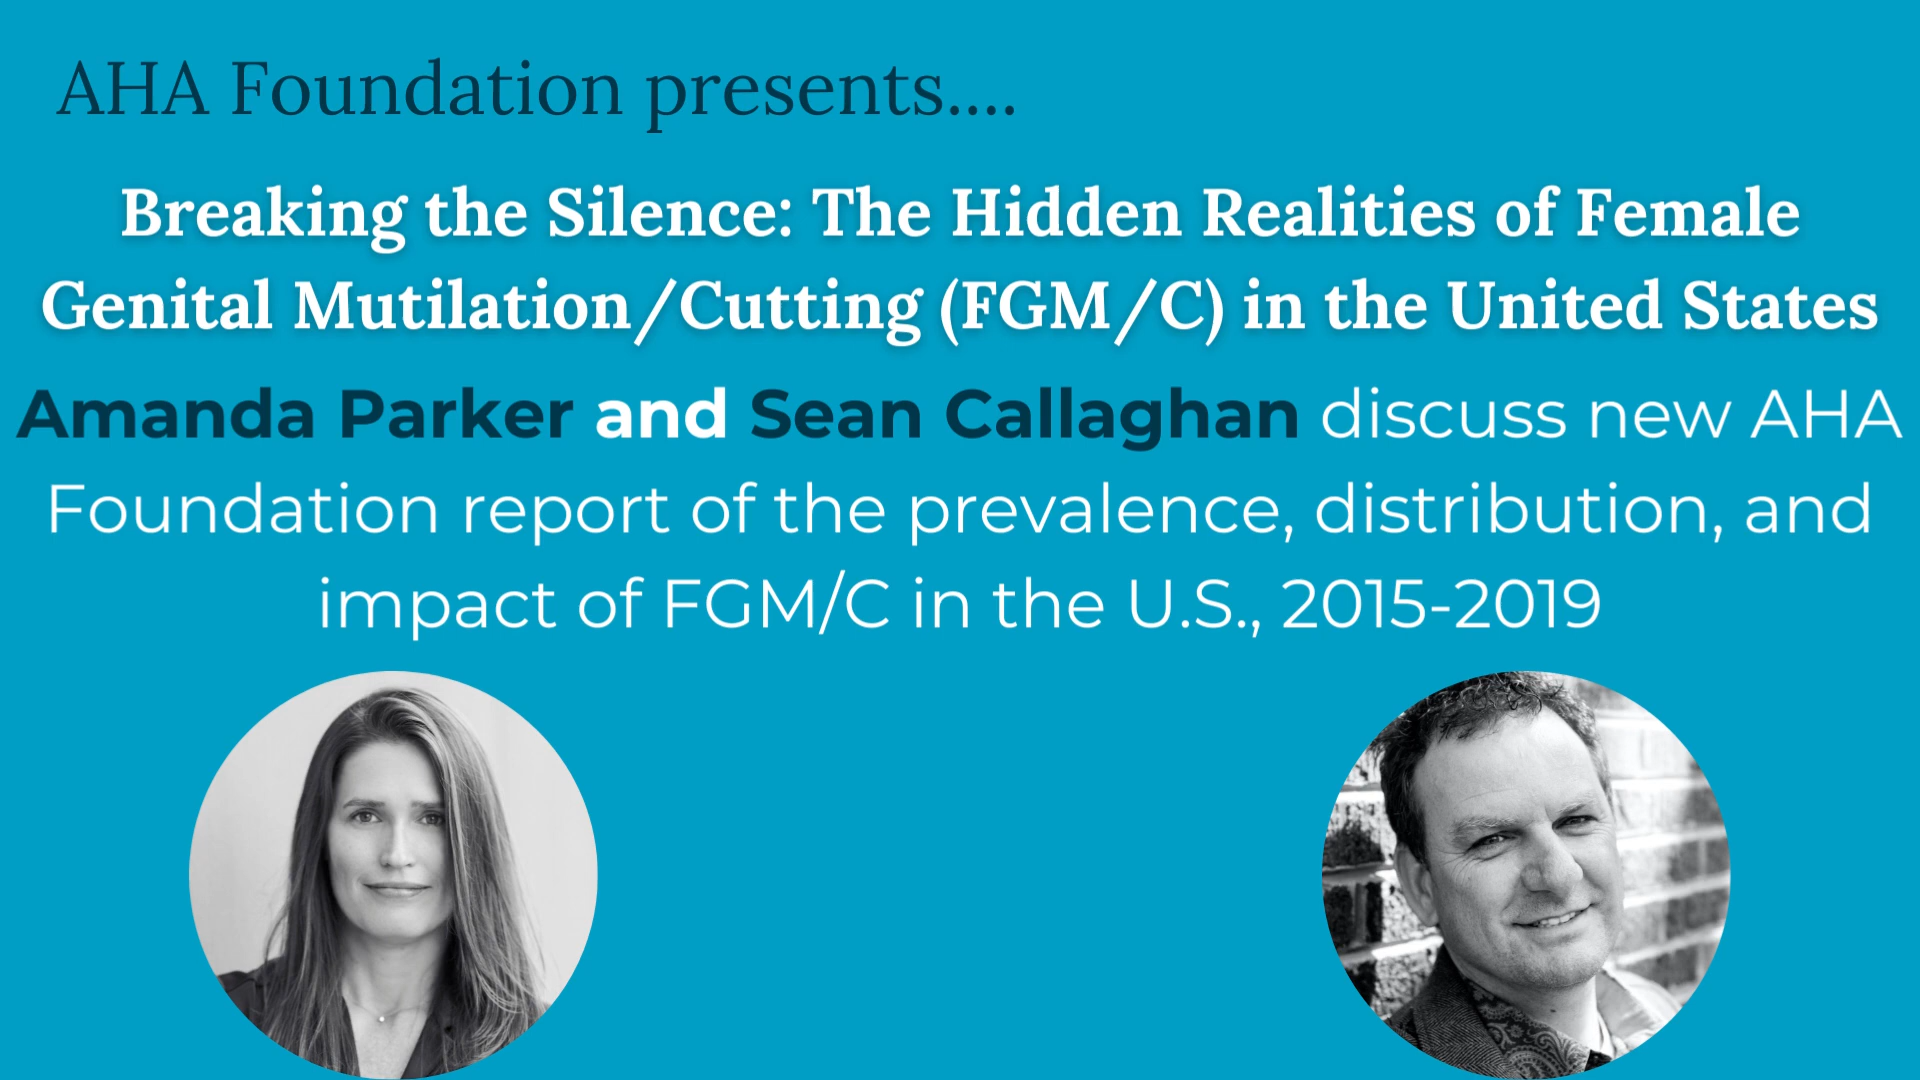 AHA Foundation presents....
Breaking the Silence: The Hidden Realities of Female
Genital Mutilation/Cutting (FGM/C) in the United States
Amanda Parker and Sean Callaghan discuss new AHA
Foundation report of the prevalence, distribution, and
impact of FGM/C in the U.S., 2015-2019